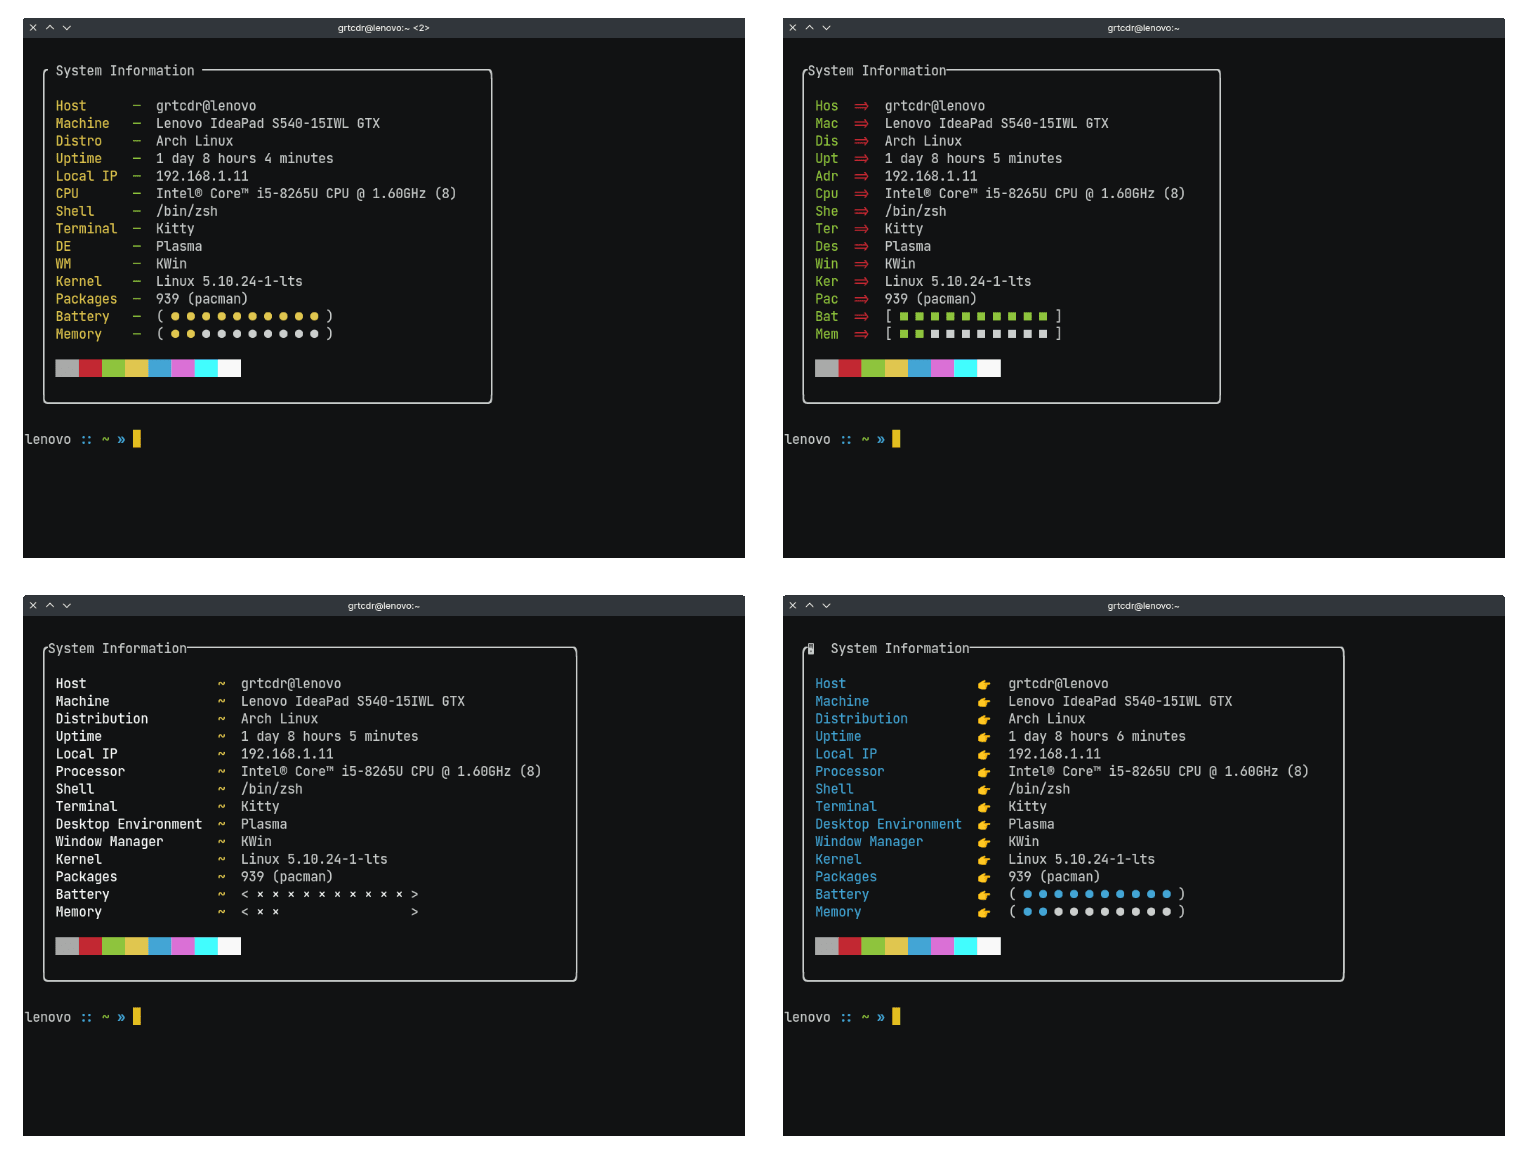 grtcdr@lenovo:~ <2>
System Information
Host – grtcdr@lenovo
Machine – Lenovo IdeaPad S540-15IWL GTX
Distro – Arch Linux
Uptime – 1 day 8 hours 4 minutes
Local IP – 192.168.1.11
CPU – Intel® Core™ i5-8265U CPU @ 1.60GHz (8)
Shell – /bin/zsh
Terminal – Kitty
DE – Plasma
WM – KWin
Kernel – Linux 5.10.24-1-lts
Packages – 939 (pacman)
Battery – ( ● ● ● ● ● ● ● ● ● ● )
Memory – ( ● ● ● ● ● ● ● ● ● ● )
lenovo :: ~ »
grtcdr@lenovo:~
System Information
Hos ⇒ grtcdr@lenovo
Mac ⇒ Lenovo IdeaPad S540-15IWL GTX
Dis ⇒ Arch Linux
Upt ⇒ 1 day 8 hours 5 minutes
Adr ⇒ 192.168.1.11
Cpu ⇒ Intel® Core™ i5-8265U CPU @ 1.60GHz (8)
She ⇒ /bin/zsh
Ter ⇒ Kitty
Des ⇒ Plasma
Win ⇒ KWin
Ker ⇒ Linux 5.10.24-1-lts
Pac ⇒ 939 (pacman)
Bat ⇒ [ ■ ■ ■ ■ ■ ■ ■ ■ ■ ■ ]
Mem ⇒ [ ■ ■ ■ ■ ■ ■ ■ ■ ■ ■ ]
lenovo :: ~ »
grtcdr@lenovo:~
System Information
Host ~ grtcdr@lenovo
Machine ~ Lenovo IdeaPad S540-15IWL GTX
Distribution ~ Arch Linux
Uptime ~ 1 day 8 hours 5 minutes
Local IP ~ 192.168.1.11
Processor ~ Intel® Core™ i5-8265U CPU @ 1.60GHz (8)
Shell ~ /bin/zsh
Terminal ~ Kitty
Desktop Environment ~ Plasma
Window Manager ~ KWin
Kernel ~ Linux 5.10.24-1-lts
Packages ~ 939 (pacman)
Battery ~ < × × × × × × × × × × >
Memory ~ < × × >
lenovo :: ~ »
grtcdr@lenovo:~
System Information
Host 👉 grtcdr@lenovo
Machine 👉 Lenovo IdeaPad S540-15IWL GTX
Distribution 👉 Arch Linux
Uptime 👉 1 day 8 hours 6 minutes
Local IP 👉 192.168.1.11
Processor 👉 Intel® Core™ i5-8265U CPU @ 1.60GHz (8)
Shell 👉 /bin/zsh
Terminal 👉 Kitty
Desktop Environment 👉 Plasma
Window Manager 👉 KWin
Kernel 👉 Linux 5.10.24-1-lts
Packages 👉 939 (pacman)
Battery 👉 ( ● ● ● ● ● ● ● ● ● ● )
Memory 👉 ( ● ● ● ● ● ● ● ● ● ● )
lenovo :: ~ »